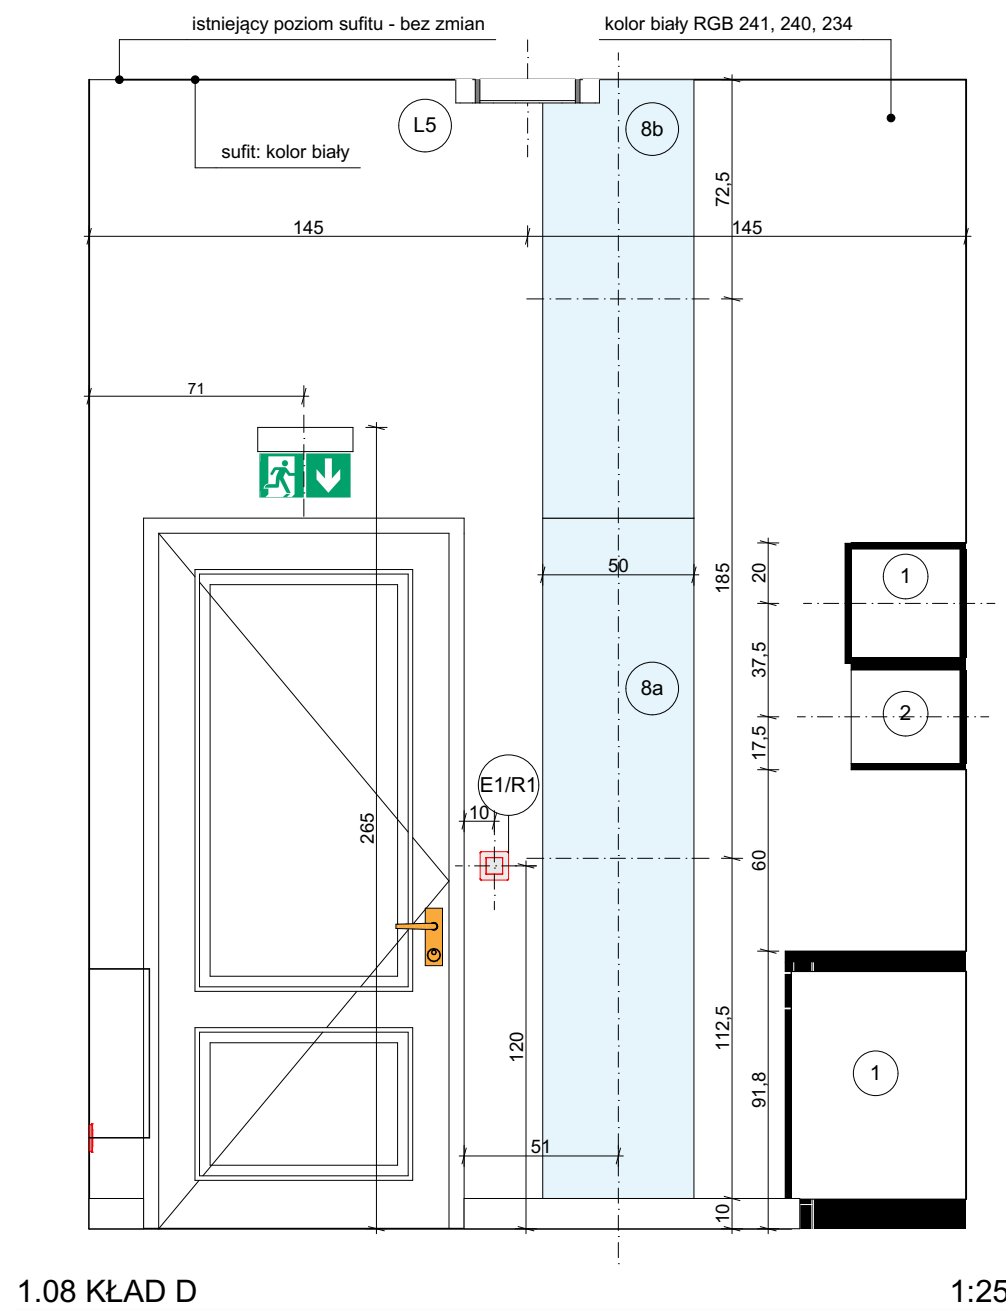 istniejący poziom sufitu - bez zmian
kolor biały RGB 241, 240, 234
L5
8b
sufit: kolor biały
72,5
145
145
71
50
185
20
1
37,5
8a
2
17,5
E1/R1
10
265
60
120
112,5
1
91,8
51
10
1.08 KŁAD D
1:25